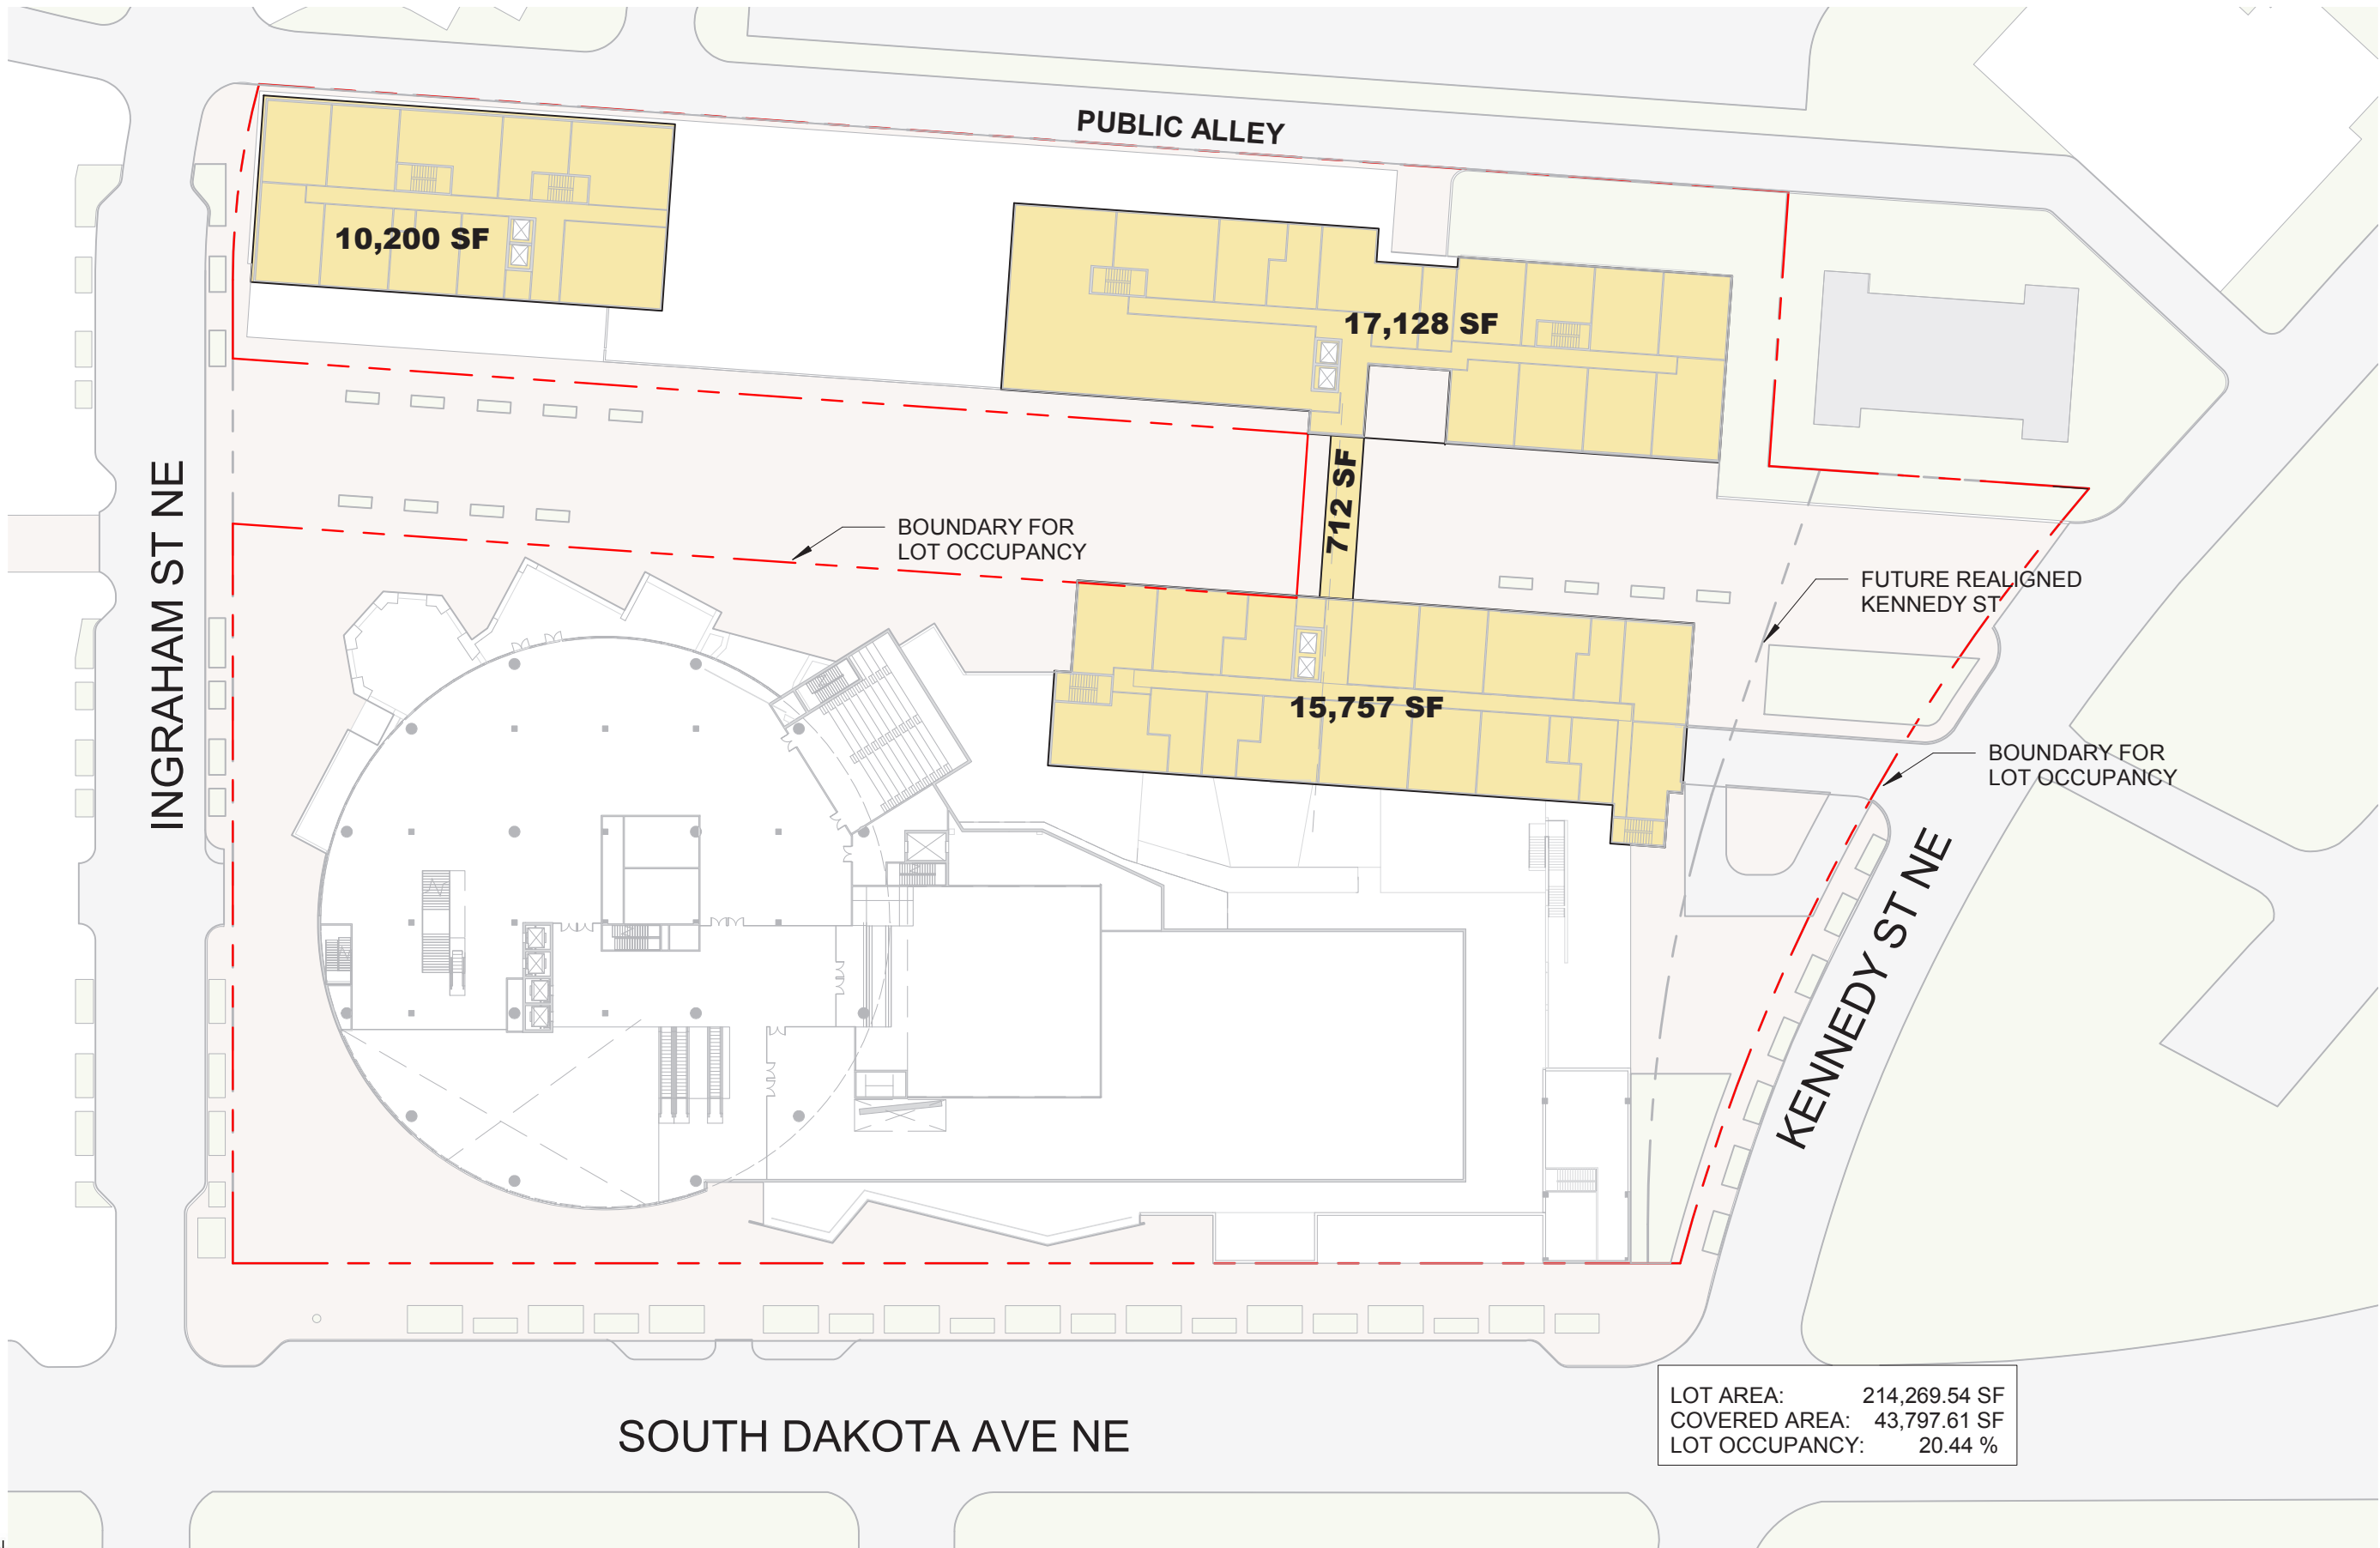 PUBLIC ALLEY
10,200 SF
17,128 SF
712 SF
BOUNDARY FOR
LOT OCCUPANCY
FUTURE REALIGNED
KENNEDY ST
15,757 SF
BOUNDARY FOR
LOT OCCUPANCY
INGRAHAM ST NE
KENNEDY ST NE
LOT AREA: 214,269.54 SF
COVERED AREA: 43,797.61 SF
LOT OCCUPANCY: 20.44 %
SOUTH DAKOTA AVE NE